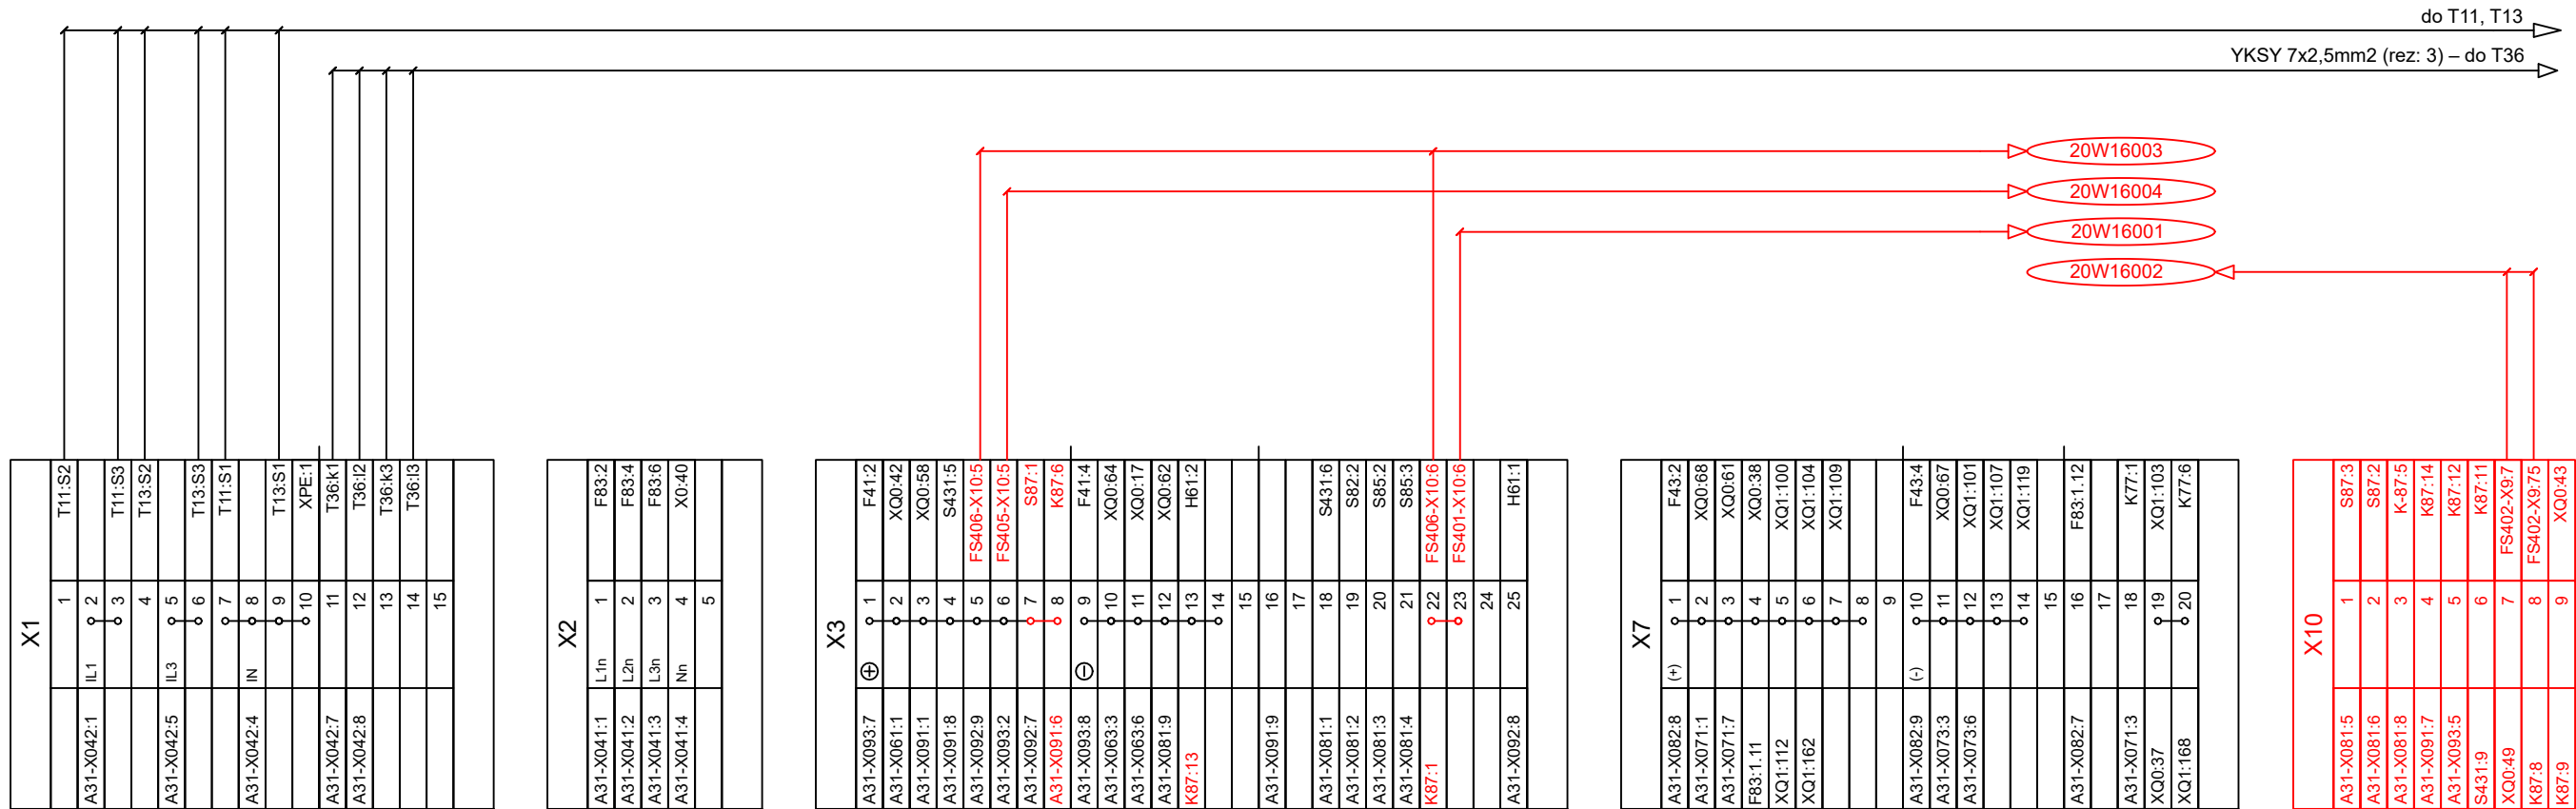 do T11, T13
YKSY 7x2,5mm2 (rez: 3) – do T36
20W16003
20W16004
20W16001
20W16002
X1
T11:S2 1
2 IL1 A31-X042:1
T11:S3 3
T13:S2 4
5 IL3 A31-X042:5
T13:S3 6
T11:S1 7
8 IN A31-X042:4
T13:S1 9
XPE:1 10
T36:k1 11 A31-X042:7
T36:l2 12 A31-X042:8
T36:k3 13
T36:l3 14
15
X2
F83:2 1 L1n A31-X041:1
F83:4 2 L2n A31-X041:2
F83:6 3 L3n A31-X041:3
X0:40 4 Nn A31-X041:4
5
X3
F41:2 1 + A31-X093:7
XQ0:42 2 A31-X061:1
XQ0:58 3 A31-X091:1
S431:5 4 A31-X091:8
FS406-X10:5 5 A31-X092:9
FS405-X10:5 6 A31-X093:2
S87:1 7 A31-X092:7
K87:6 8 A31-X091:6
F41:4 9 − A31-X093:8
XQ0:64 10 A31-X063:3
XQ0:17 11 A31-X063:6
XQ0:62 12 A31-X081:9
H61:2 13 K87:13
14
15
16 A31-X091:9
17
S431:6 18 A31-X081:1
S82:2 19 A31-X081:2
S85:2 20 A31-X081:3
S85:3 21 A31-X081:4
FS406-X10:6 22 K87:1
FS401-X10:6 23
24
H61:1 25 A31-X092:8
X7
F43:2 1 (+) A31-X082:8
XQ0:68 2 A31-X071:1
XQ0:61 3 A31-X071:7
XQ0:38 4 F83:1.11
XQ1:100 5 XQ1:112
XQ1:104 6 XQ1:162
XQ1:109 7
8
9
F43:4 10 (-) A31-X082:9
XQ0:67 11 A31-X073:3
XQ1:101 12 A31-X073:6
XQ1:107 13
XQ1:119 14
15
F83:1.12 16 A31-X082:7
17
K77:1 18 A31-X071:3
XQ1:103 19 XQ0:37
K77:6 20 XQ1:168
X10
S87:3 1 A31-X081:5
S87:2 2 A31-X081:6
K-87:5 3 A31-X081:8
K87:14 4 A31-X091:7
K87:12 5 A31-X093:5
K87:11 6 S431:9
FS402-X9:7 7 XQ0:49
FS402-X9:75 8 K87:8
XQ0:43 9 K87:9